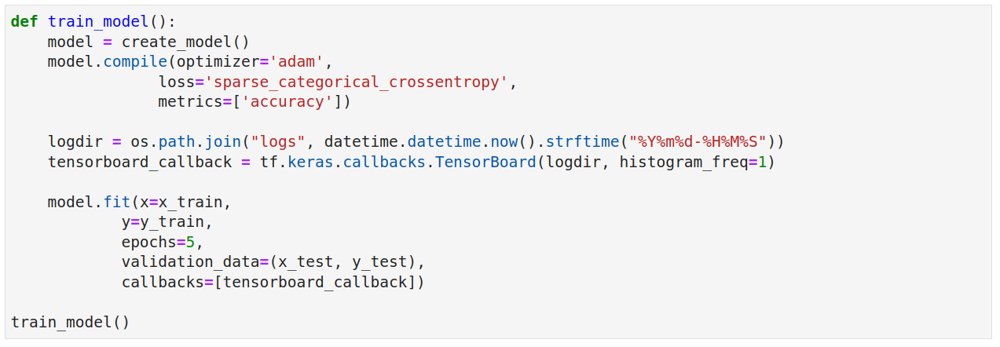 def train_model():
    model = create_model()
    model.compile(optimizer='adam',
                loss='sparse_categorical_crossentropy',
                metrics=['accuracy'])

    logdir = os.path.join("logs", datetime.datetime.now().strftime("%Y%m%d-%H%M%S"))
    tensorboard_callback = tf.keras.callbacks.TensorBoard(logdir, histogram_freq=1)

    model.fit(x=x_train,
            y=y_train,
            epochs=5,
            validation_data=(x_test, y_test),
            callbacks=[tensorboard_callback])

train_model()